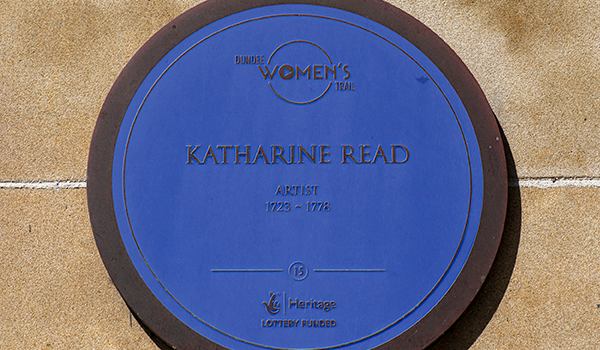 DUNDEE
WOMEN'S
TRAIL
KATHARINE READ
ARTIST
1723 - 1778
15
Heritage
LOTTERY FUNDED